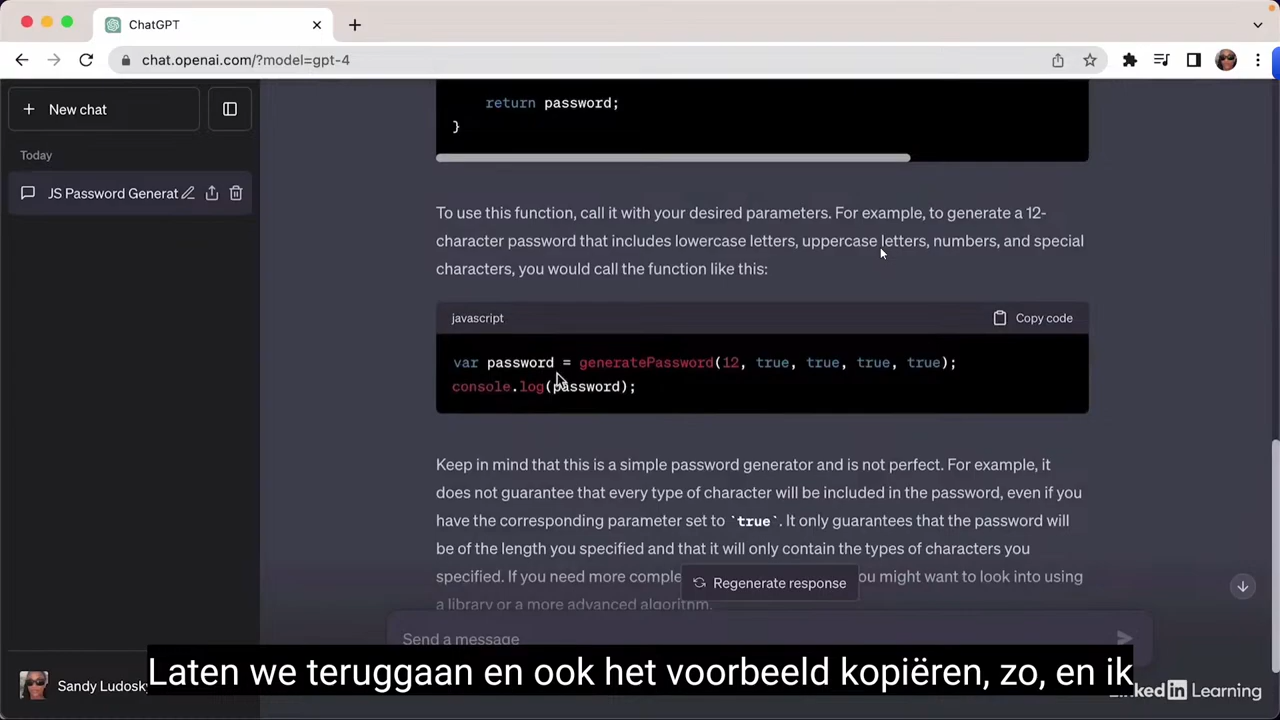 ChatGPT
chat.openai.com/?model=gpt-4
New chat
Today
JS Password Generat
return password;
}
To use this function, call it with your desired parameters. For example, to generate a 12-
character password that includes lowercase letters, uppercase letters, numbers, and special
characters, you would call the function like this:
javascript
Copy code
var password = generatePassword(12, true, true, true, true);
console.log(password);
Keep in mind that this is a simple password generator and is not perfect. For example, it
does not guarantee that every type of character will be included in the password, even if you
have the corresponding parameter set to `true`. It only guarantees that the password will
be of the length you specified and that it will only contain the types of characters you
specified. If you need more comple
ou might want to look into using
Regenerate response
a library or a more advanced algorithm.
Send a message
Sandy Ludosky
Laten we teruggaan en ook het voorbeeld kopiëren, zo, en ik
Linkedin Learning